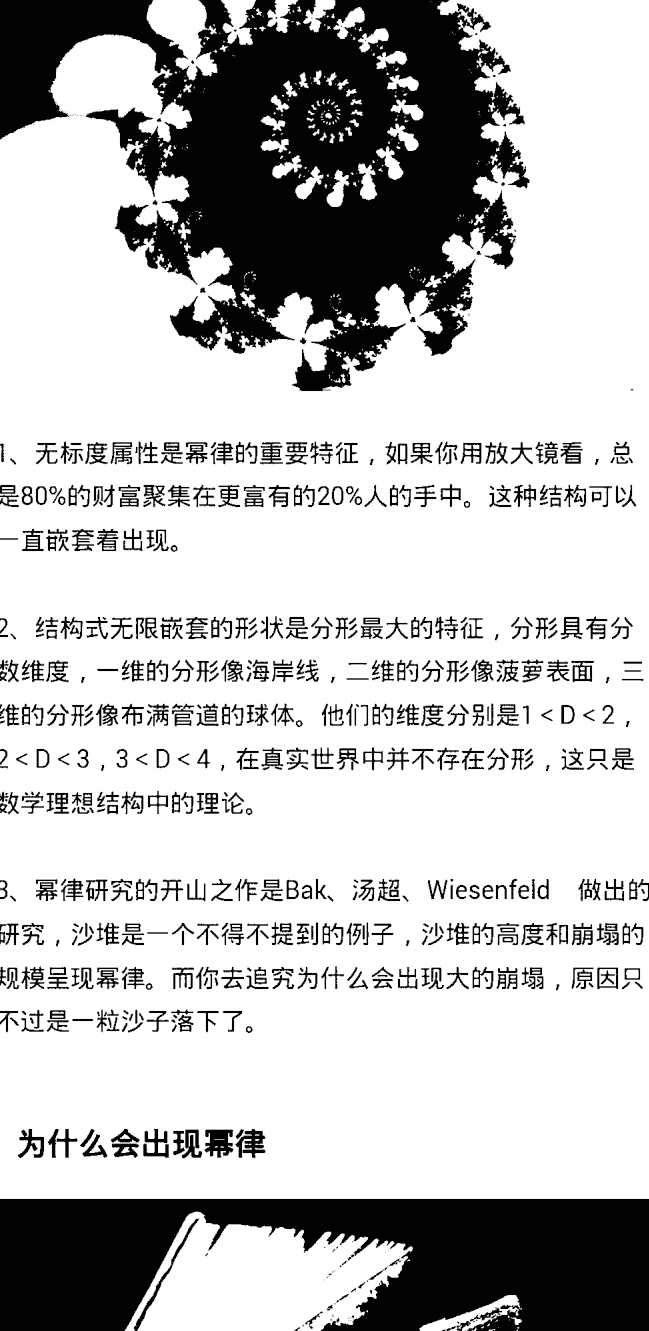 1、无标度属性是幂律的重要特征，如果你用放大镜看，总
是80%的财富聚集在更富有的20%人的手中。这种结构可以
一直嵌套着出现。
2、结构式无限嵌套的形状是分形最大的特征，分形具有分
数维度，一维的分形像海岸线，二维的分形像菠萝表面，三
维的分形像布满管道的球体。他们的维度分别是1＜D＜2，
2＜D＜3，3＜D＜4，在真实世界中并不存在分形，这只是
数学理想结构中的理论。
3、幂律研究的开山之作是Bak、汤超、Wiesenfeld 做出的
研究，沙堆是一个不得不提到的例子，沙堆的高度和崩塌的
规模呈现幂律。而你去追究为什么会出现大的崩塌，原因只
不过是一粒沙子落下了。
为什么会出现幂律